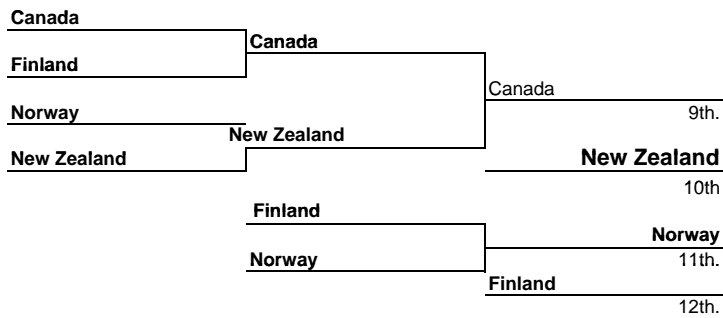 Canada
Canada
Finland
Canada
Norway
9th.
New Zealand
New Zealand
New Zealand
10th
Finland
Norway
Norway
11th.
Finland
12th.